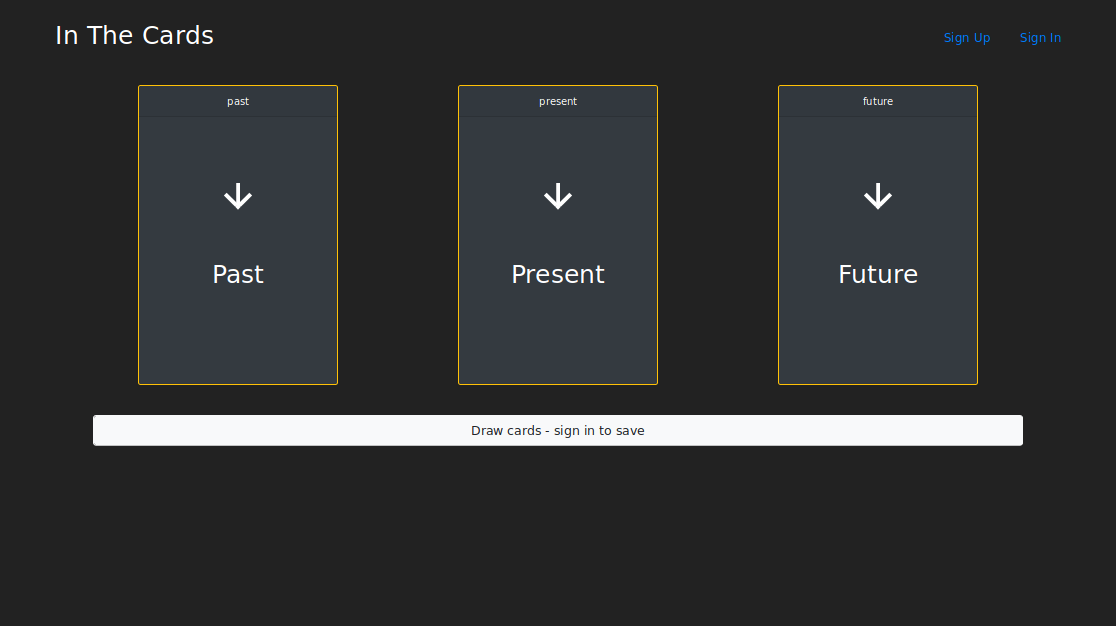 In The Cards
Sign Up
Sign In
past
present
future
Past
Present
Future
Draw cards - sign in to save